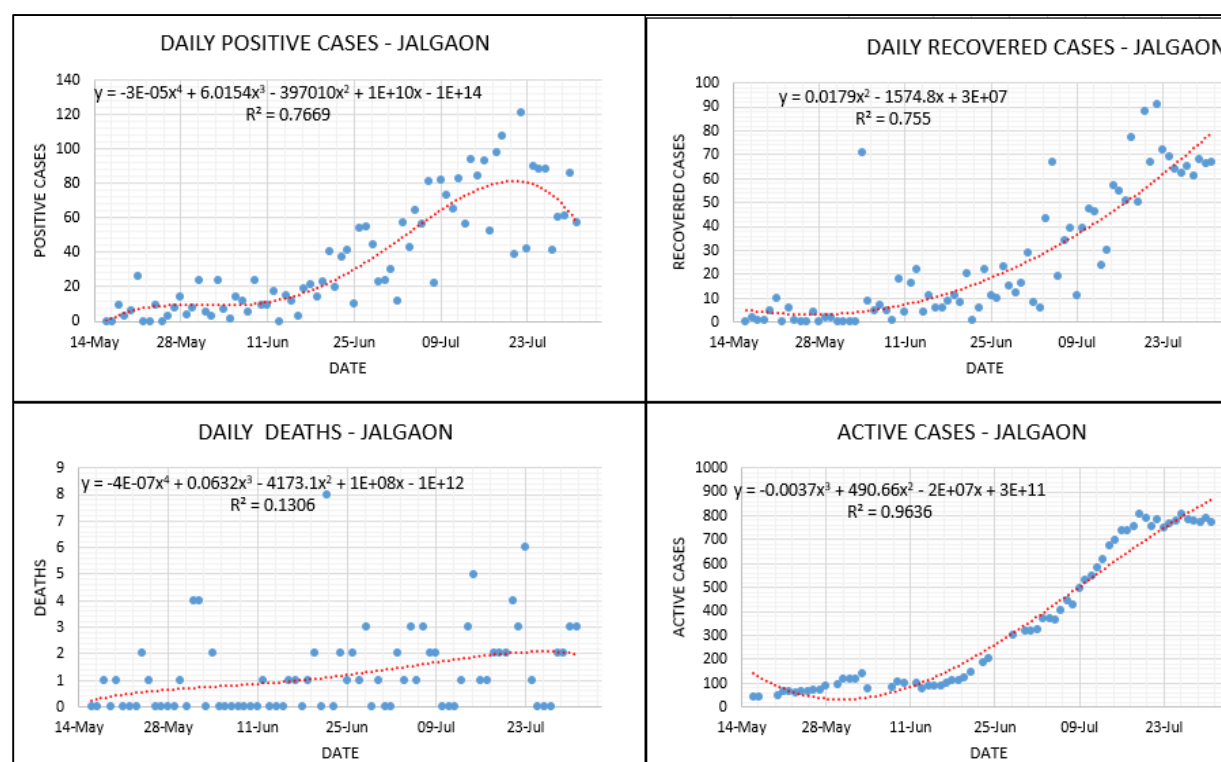 DAILY POSITIVE CASES - JALGAON
y = -3E-05x⁴ + 6.0154x³ - 397010x² + 1E+10x - 1E+14
R² = 0.7669
POSITIVE CASES
140
120
100
80
60
40
20
0
14-May 28-May 11-Jun 25-Jun 09-Jul 23-Jul
DATE
DAILY RECOVERED CASES - JALGAON
y = 0.0179x² - 1574.8x + 3E+07
R² = 0.755
RECOVERED CASES
100
90
80
70
60
50
40
30
20
10
0
14-May 28-May 11-Jun 25-Jun 09-Jul 23-Jul
DATE
DAILY DEATHS - JALGAON
y = -4E-07x⁴ + 0.0632x³ - 4173.1x² + 1E+08x - 1E+12
R² = 0.1306
DEATHS
9
8
7
6
5
4
3
2
1
0
14-May 28-May 11-Jun 25-Jun 09-Jul 23-Jul
DATE
ACTIVE CASES - JALGAON
y = -0.0037x³ + 490.66x² - 2E+07x + 3E+11
R² = 0.9636
ACTIVE CASES
1000
900
800
700
600
500
400
300
200
100
0
14-May 28-May 11-Jun 25-Jun 09-Jul 23-Jul
DATE